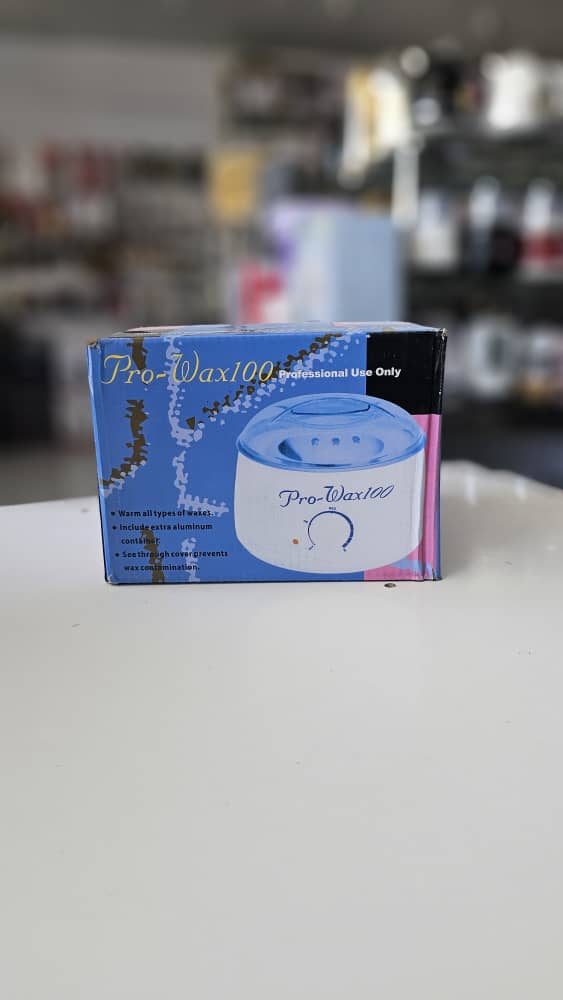 Pro-Wax100 Professional Use Only
Pro-Wax100
• Warm all types of waxes.
• Include extra aluminum
container.
• See through cover prevents
wax contamination.